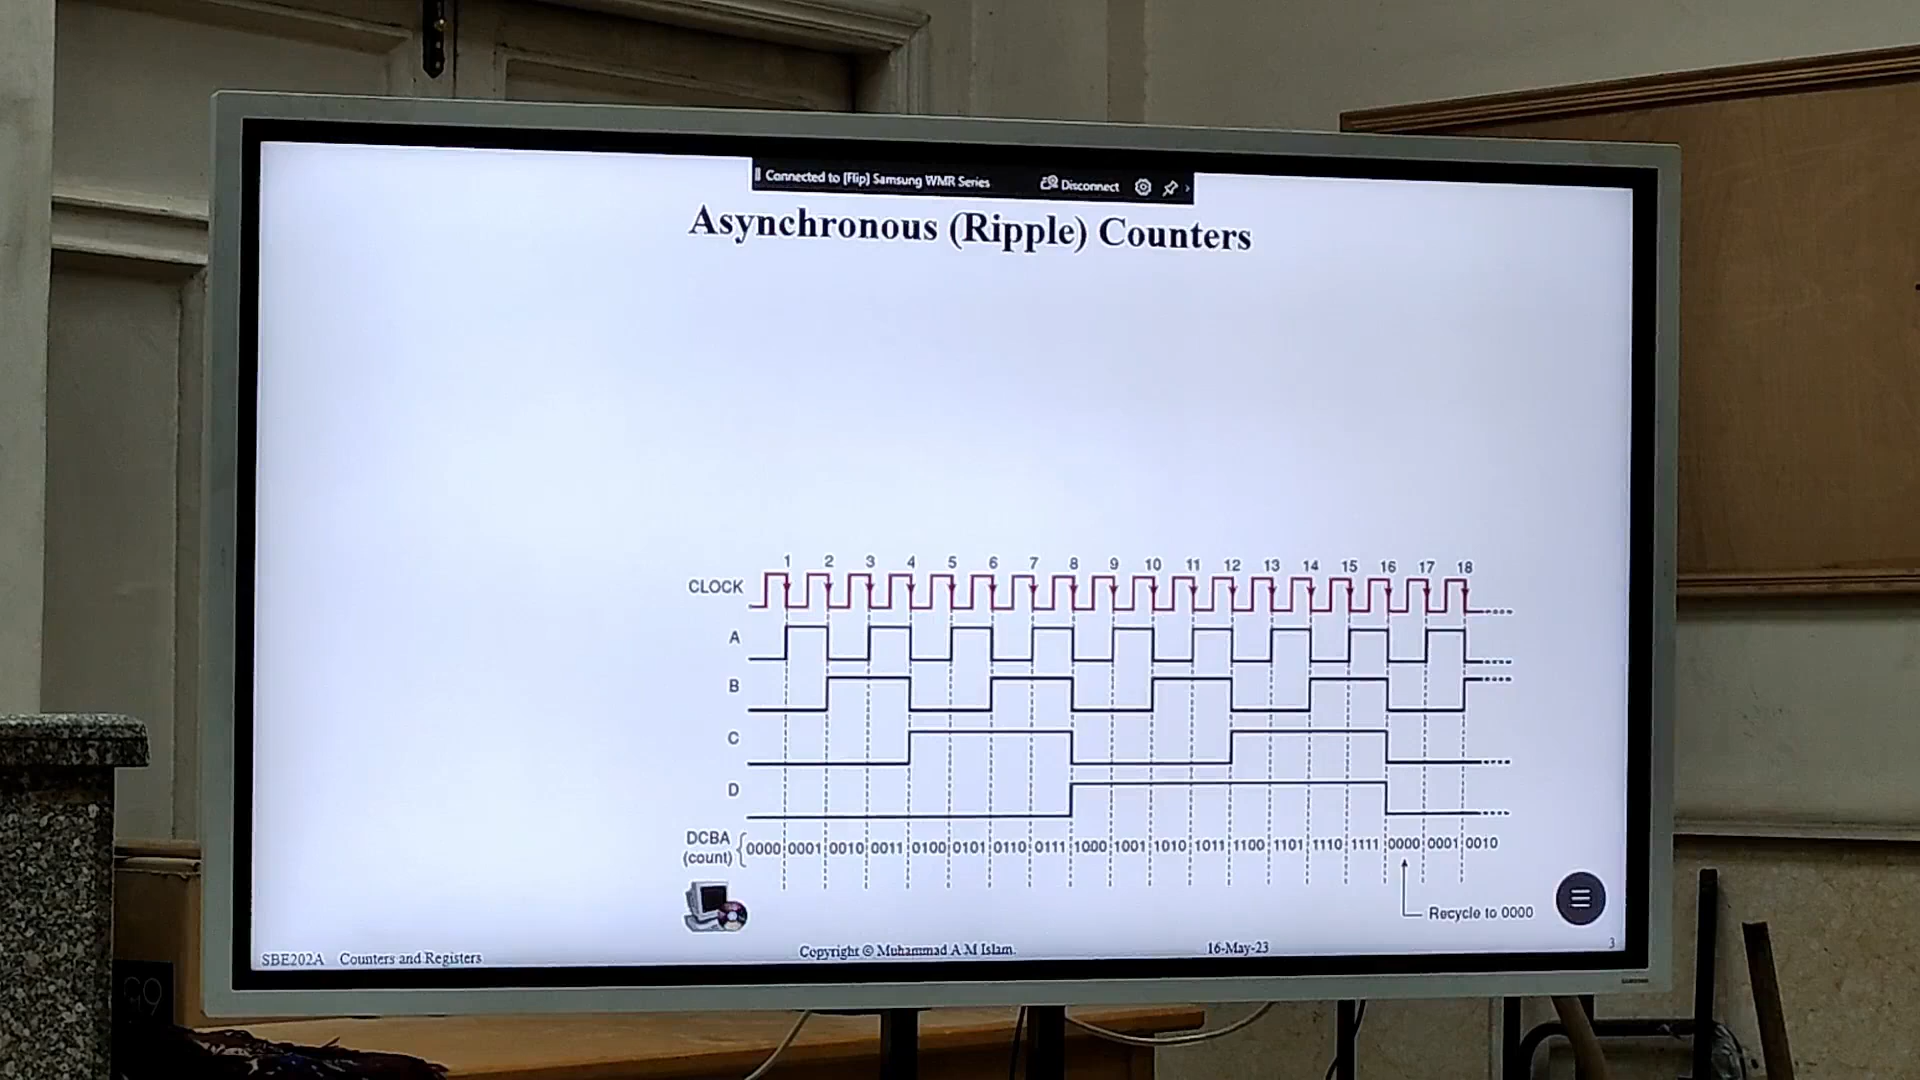 Connected to [Flip] Samsung WMR Series Disconnect
Asynchronous (Ripple) Counters
1 2 3 4 5 6 7 8 9 10 11 12 13 14 15 16 17 18
CLOCK
A
B
C
D
DCBA
(count)
0000 0001 0010 0011 0100 0101 0110 0111 1000 1001 1010 1011 1100 1101 1110 1111 0000 0001 0010
Recycle to 0000
SBE202A Counters and Registers
Copyright © Muhammad A.M Islam.
16-May-23
3
SAMSUNG
G9